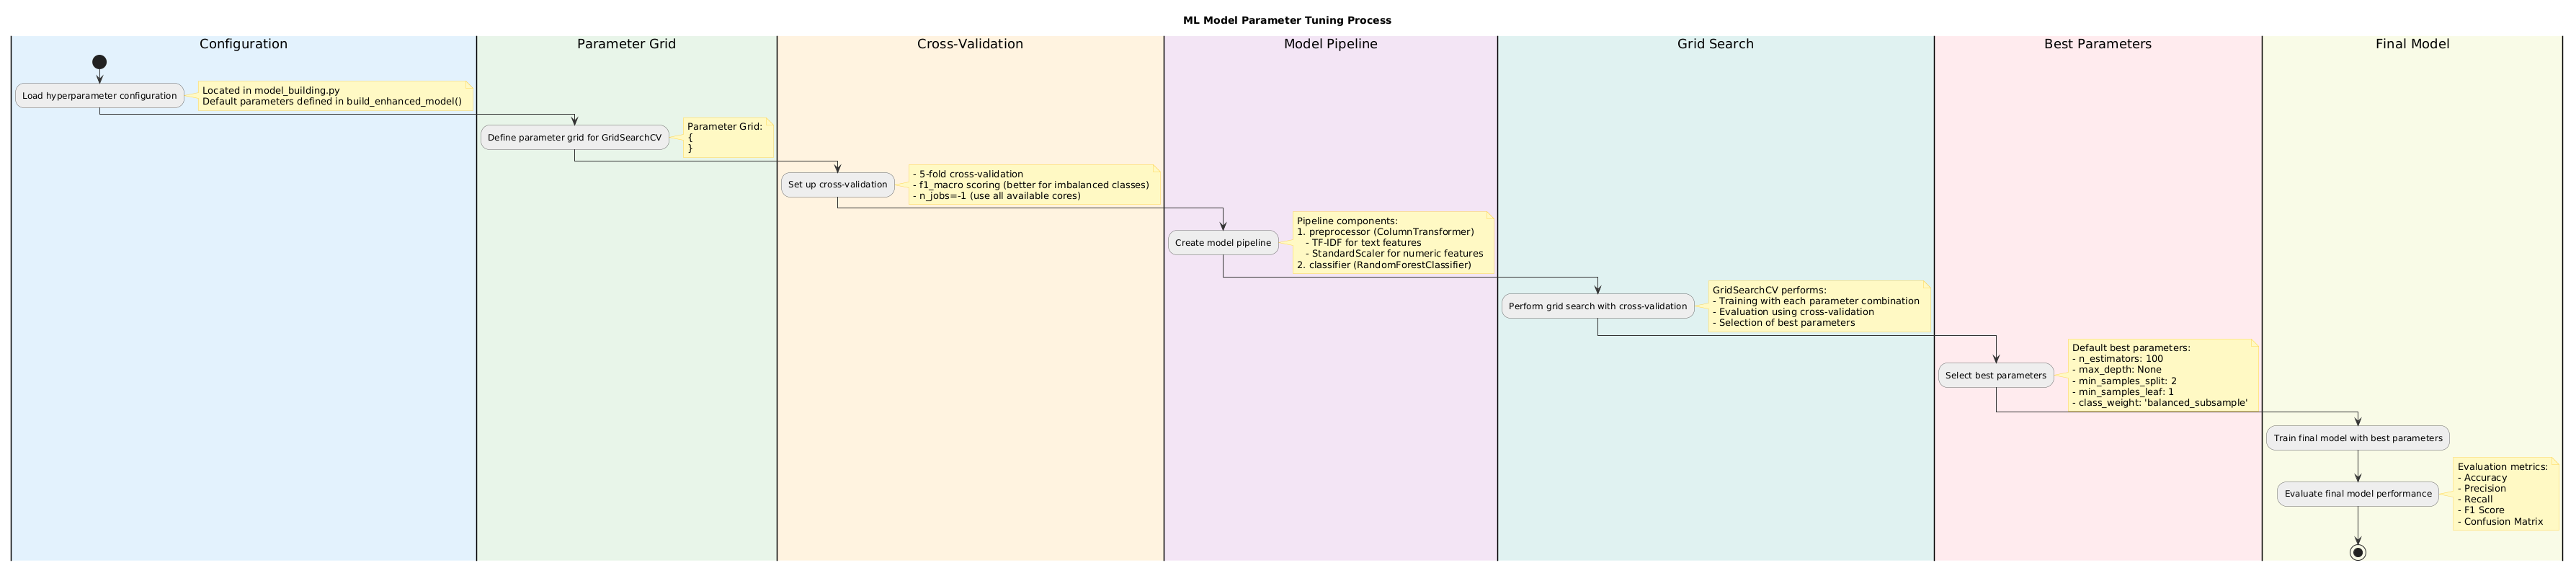 ML Model Parameter Tuning Process
Configuration
Parameter Grid
Cross-Validation
Model Pipeline
Grid Search
Best Parameters
Final Model
Load hyperparameter configuration
Located in model_building.py
Default parameters defined in build_enhanced_model()
Define parameter grid for GridSearchCV
Parameter Grid:
{
}
Set up cross-validation
- 5-fold cross-validation
- f1_macro scoring (better for imbalanced classes)
- n_jobs=-1 (use all available cores)
Create model pipeline
Pipeline components:
1. preprocessor (ColumnTransformer)
- TF-IDF for text features
- StandardScaler for numeric features
2. classifier (RandomForestClassifier)
Perform grid search with cross-validation
GridSearchCV performs:
- Training with each parameter combination
- Evaluation using cross-validation
- Selection of best parameters
Select best parameters
Default best parameters:
- n_estimators: 100
- max_depth: None
- min_samples_split: 2
- min_samples_leaf: 1
- class_weight: 'balanced_subsample'
Train final model with best parameters
Evaluate final model performance
Evaluation metrics:
- Accuracy
- Precision
- Recall
- F1 Score
- Confusion Matrix